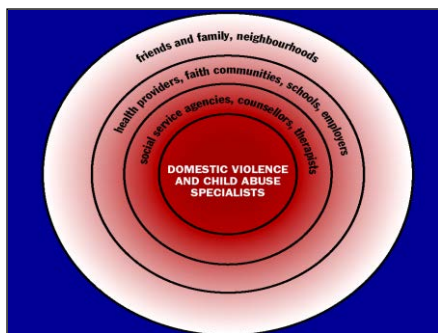 friends and family, neighbourhoods
health providers, faith communities, schools, employers
social service agencies, counsellors, therapists
DOMESTIC VIOLENCE
AND CHILD ABUSE
SPECIALISTS